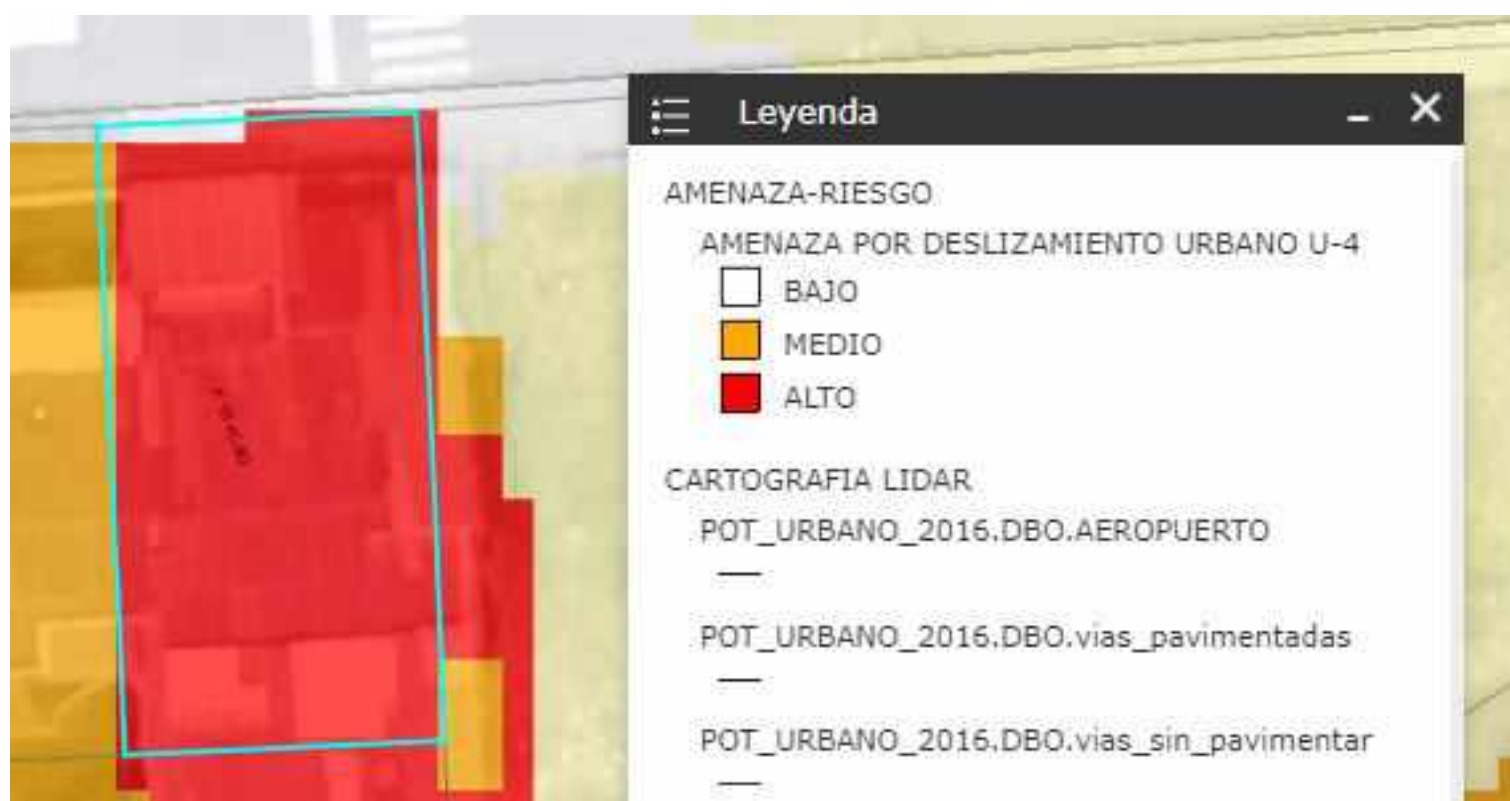 Leyenda
AMENAZA-RIESGO
AMENAZA POR DESLIZAMIENTO URBANO U-4
BAJO
MEDIO
ALTO
CARTOGRAFIA LIDAR
POT_URBANO_2016.DBO.AEROPUERTO
POT_URBANO_2016.DBO.vias_pavimentadas
POT_URBANO_2016.DBO.vias_sin_pavimentar